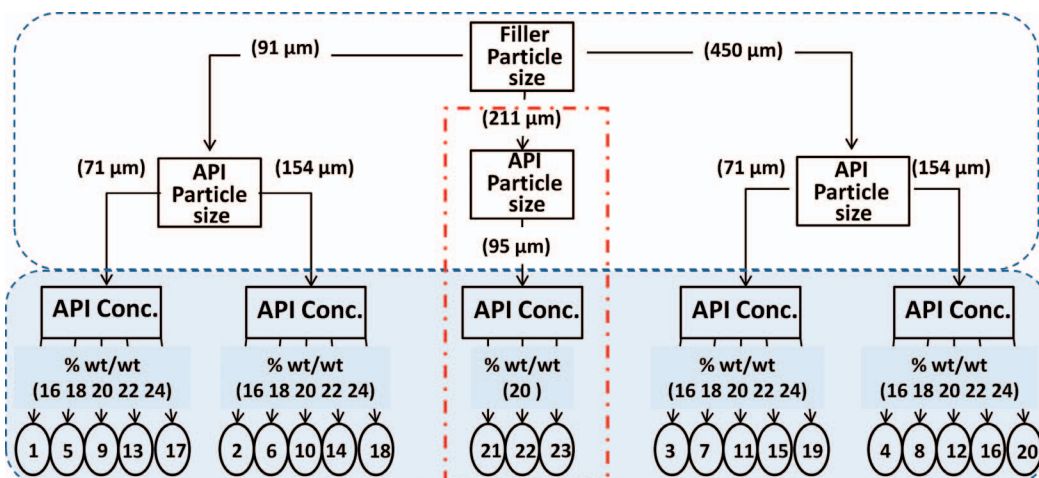 Filler
Particle
size
(91 µm)
(450 µm)
(211 µm)
(71 µm)
API
Particle
size
(154 µm)
API
Particle
size
(71 µm)
API
Particle
size
(154 µm)
(95 µm)
API Conc.
API Conc.
API Conc.
API Conc.
API Conc.
% wt/wt
(16 18 20 22 24)
% wt/wt
(16 18 20 22 24)
% wt/wt
(20 )
% wt/wt
(16 18 20 22 24)
% wt/wt
(16 18 20 22 24)
1 5 9 13 17
2 6 10 14 18
21 22 23
3 7 11 15 19
4 8 12 16 20